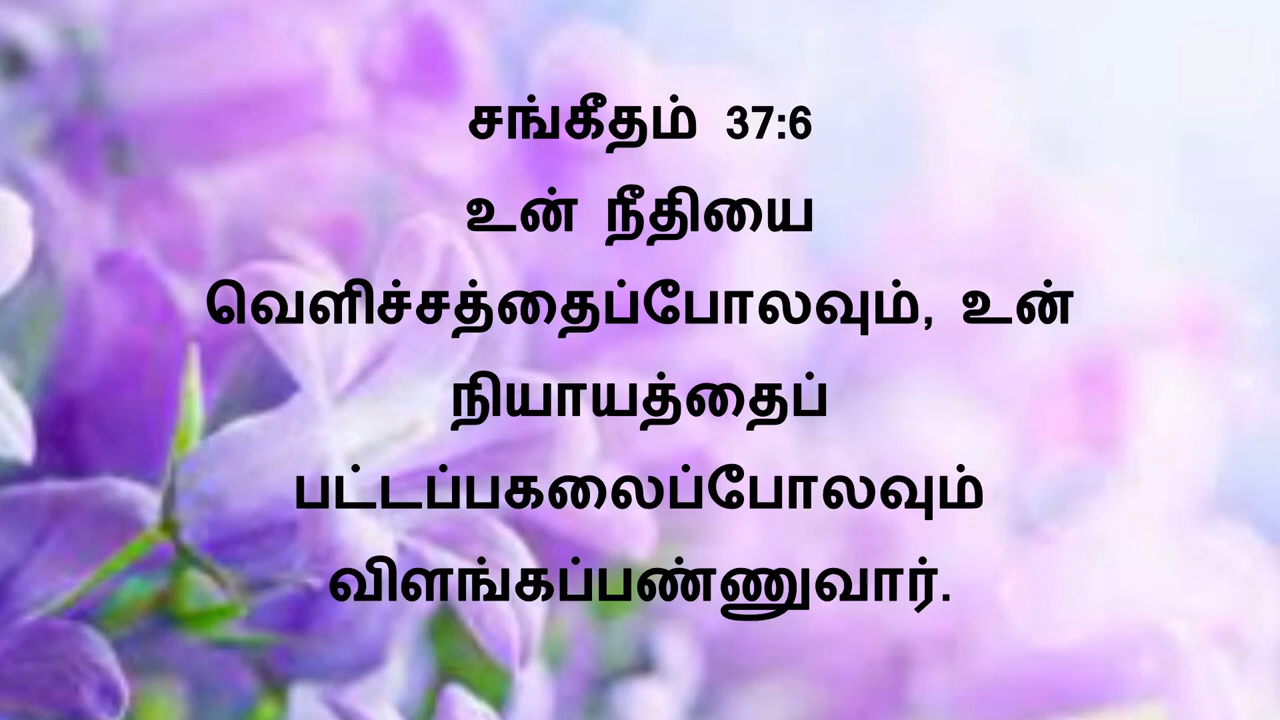 சங்கீதம் 37:6
உன் நீதியை
வெளிச்சத்தைப்போலவும், உன்
நியாயத்தைப்
பட்டப்பகலைப்போலவும்
விளங்கப்பண்ணுவார்.